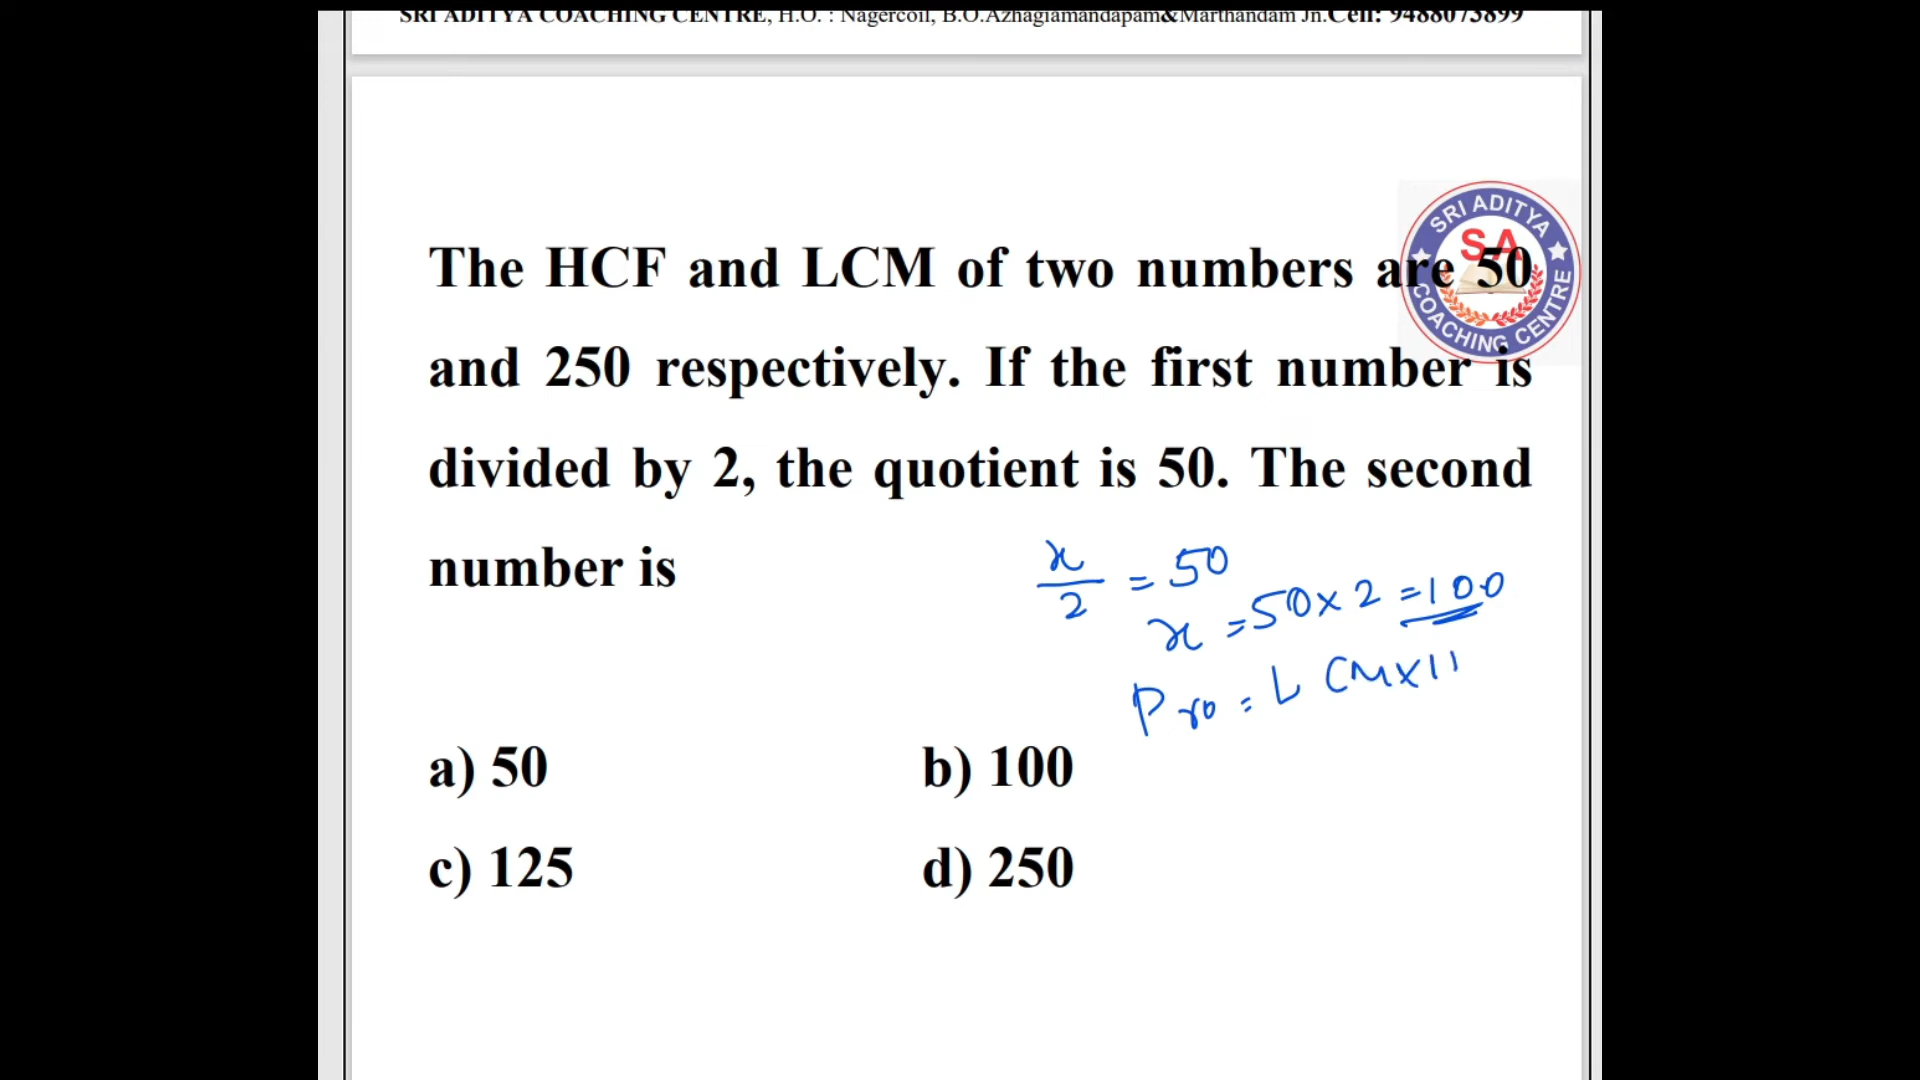 SRI ADITYA COACHING CENTRE, H.O. : Nagercoil, B.O.Azhagiamandapam&Marthandam Jn.Cell: 9488073899
SRI ADITYA
SA
COACHING CENTRE
The HCF and LCM of two numbers are 50
and 250 respectively. If the first number is
divided by 2, the quotient is 50. The second
number is
x/2 = 50
x = 50 x 2 = 100
Pro = L CM x
a) 50 b) 100
c) 125 d) 250